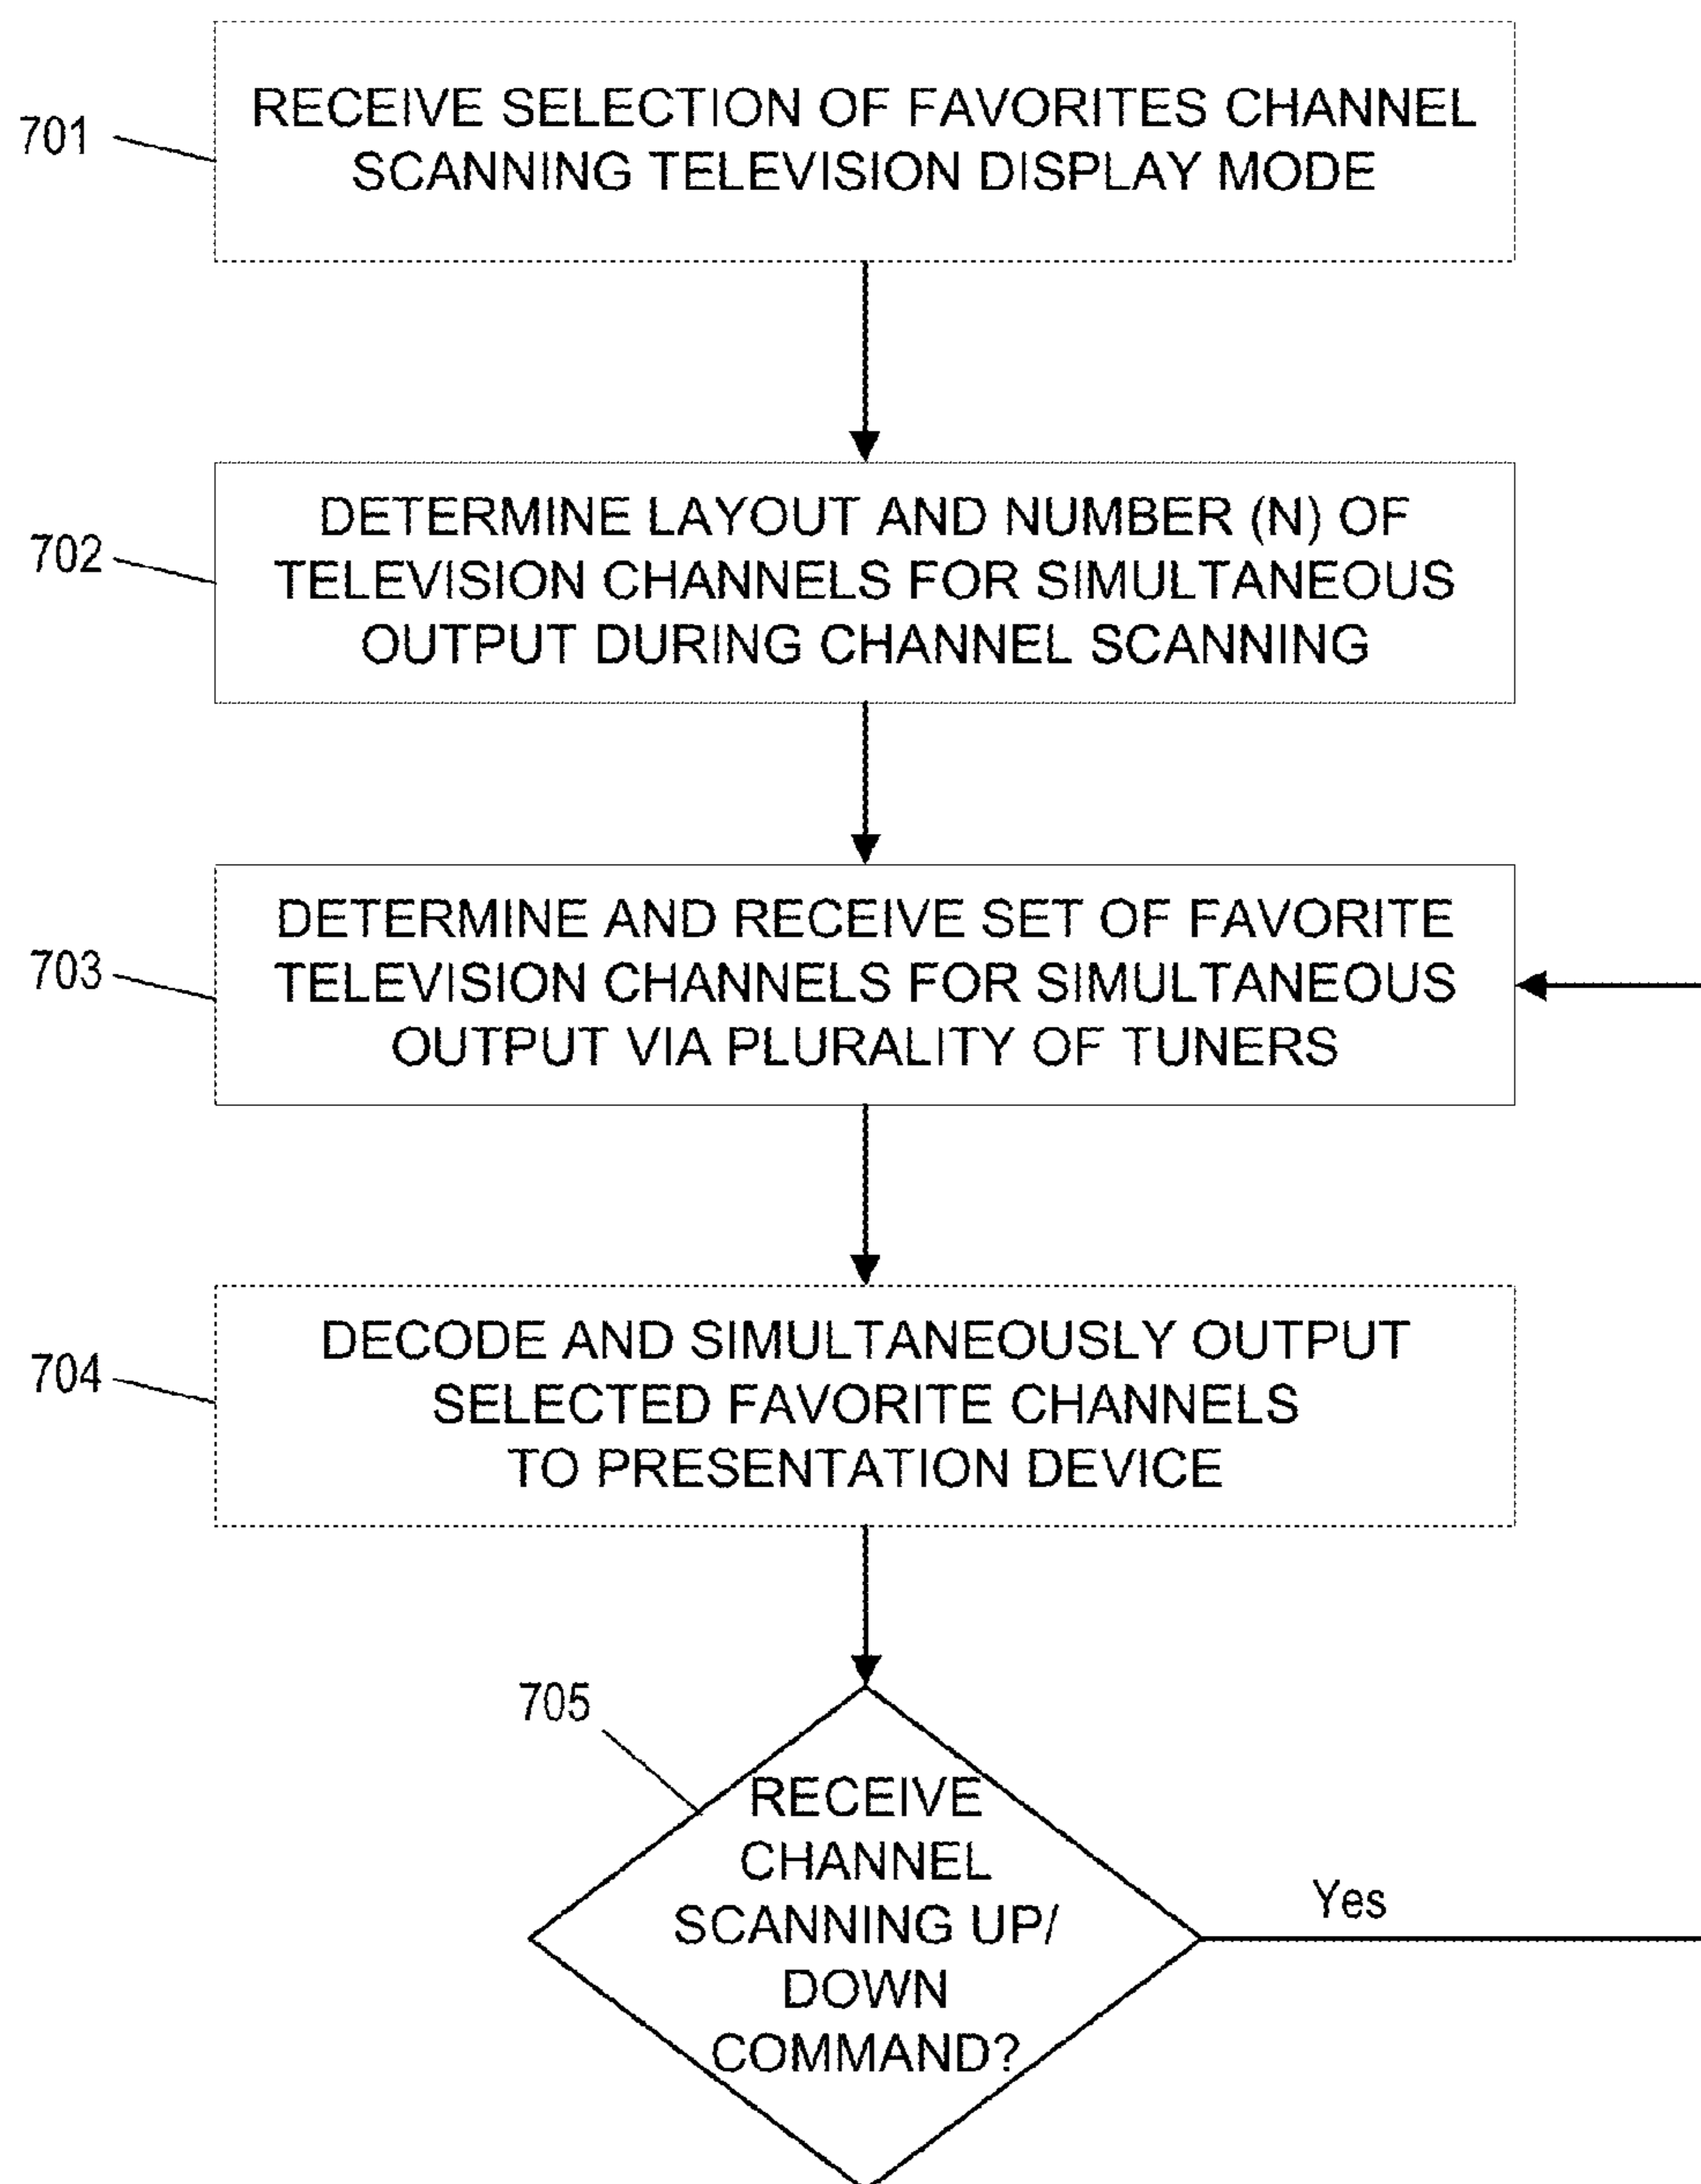 701
RECEIVE SELECTION OF FAVORITES CHANNEL
SCANNING TELEVISION DISPLAY MODE
702
DETERMINE LAYOUT AND NUMBER (N) OF
TELEVISION CHANNELS FOR SIMULTANEOUS
OUTPUT DURING CHANNEL SCANNING
703
DETERMINE AND RECEIVE SET OF FAVORITE
TELEVISION CHANNELS FOR SIMULTANEOUS
OUTPUT VIA PLURALITY OF TUNERS
704
DECODE AND SIMULTANEOUSLY OUTPUT
SELECTED FAVORITE CHANNELS
TO PRESENTATION DEVICE
705
RECEIVE
CHANNEL
SCANNING UP/
DOWN
COMMAND?
Yes